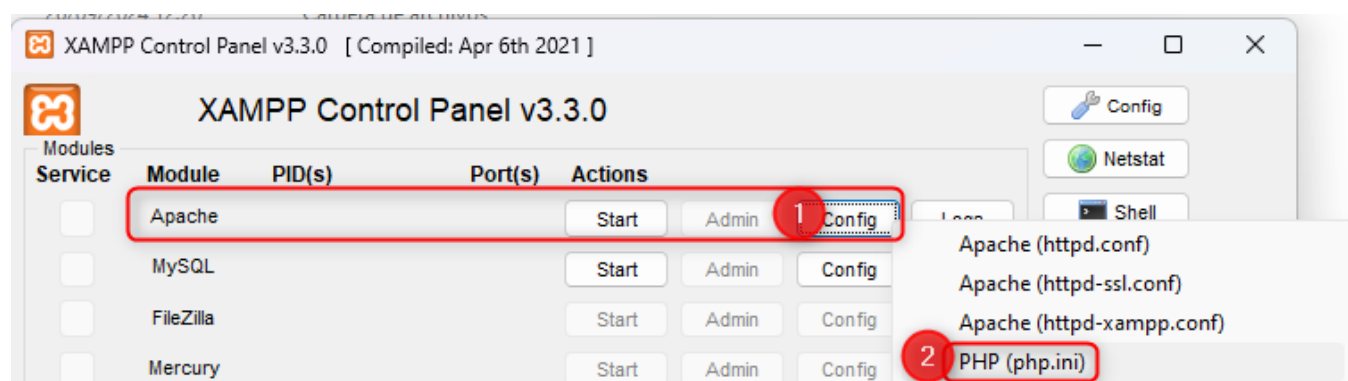 XAMPP Control Panel v3.3.0 [ Compiled: Apr 6th 2021 ]
XAMPP Control Panel v3.3.0
Config
Modules
Netstat
Service Module PID(s) Port(s) Actions
Shell
Apache Start Admin 1 Config
Apache (httpd.conf)
MySQL Start Admin Config
Apache (httpd-ssl.conf)
FileZilla Start Admin Config
Apache (httpd-xampp.conf)
Mercury Start Admin Config
2 PHP (php.ini)